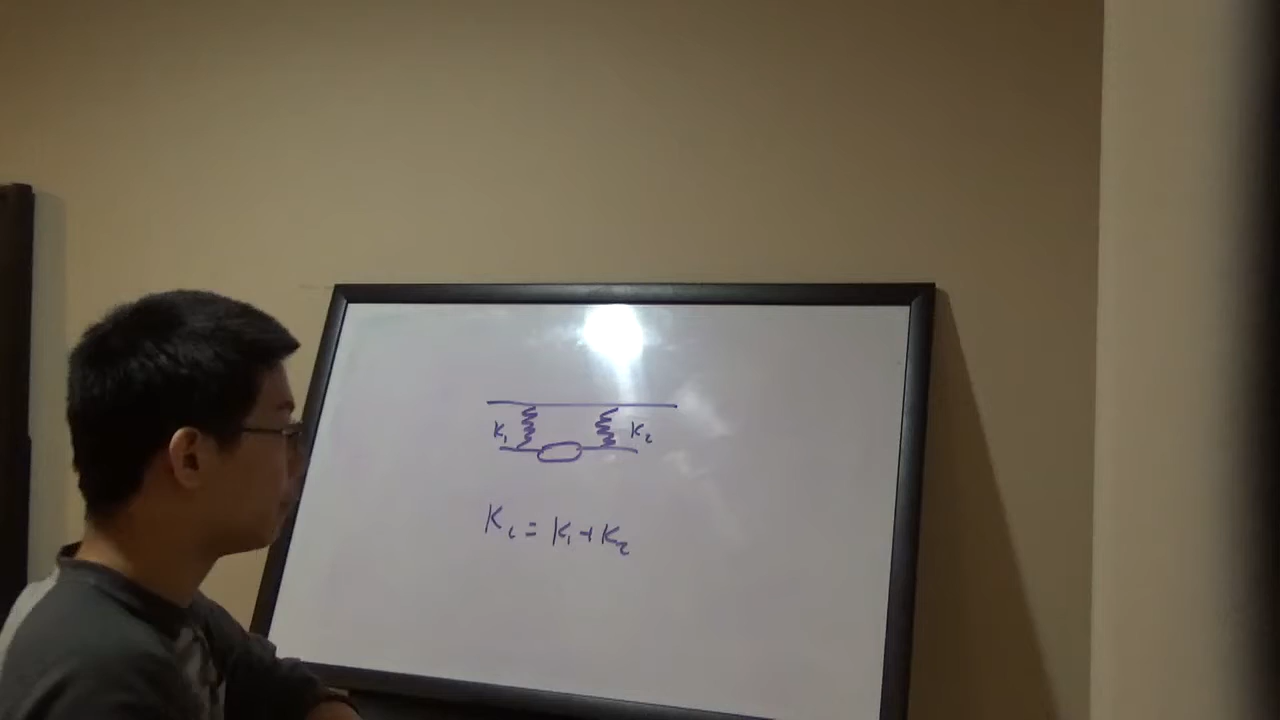 K₁ K₂
K꜀ = K₁ + K₂